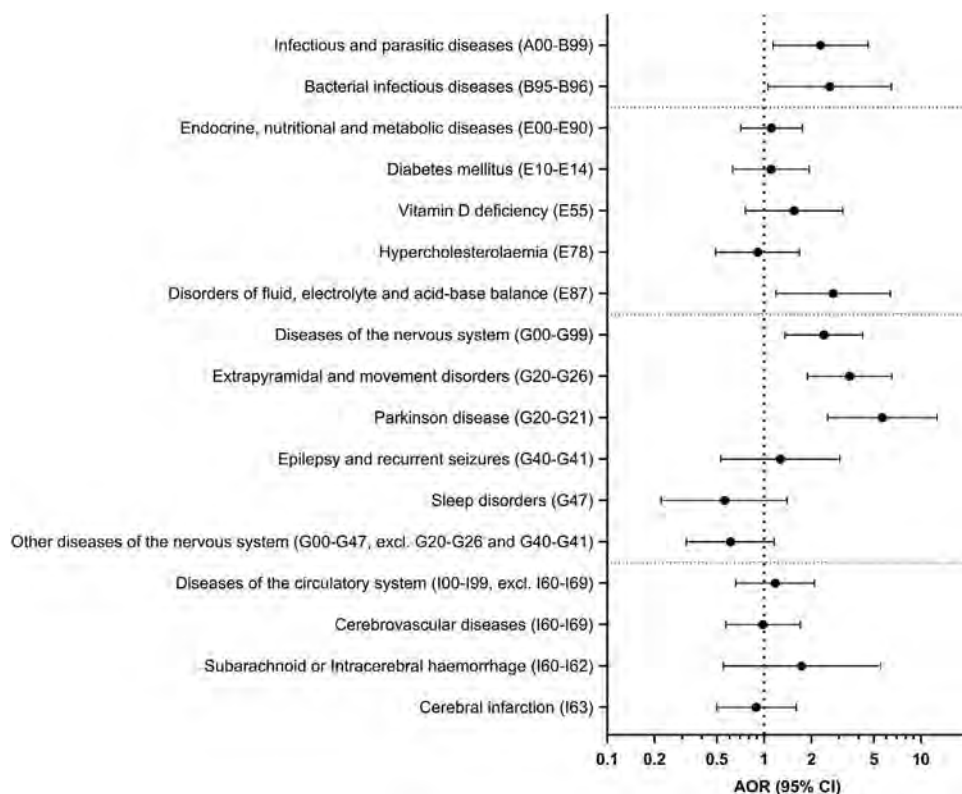 Infectious and parasitic diseases (A00-B99)
Bacterial infectious diseases (B95-B96)
Endocrine, nutritional and metabolic diseases (E00-E90)
Diabetes mellitus (E10-E14)
Vitamin D deficiency (E55)
Hypercholesterolaemia (E78)
Disorders of fluid, electrolyte and acid-base balance (E87)
Diseases of the nervous system (G00-G99)
Extrapyramidal and movement disorders (G20-G26)
Parkinson disease (G20-G21)
Epilepsy and recurrent seizures (G40-G41)
Sleep disorders (G47)
Other diseases of the nervous system (G00-G47, excl. G20-G26 and G40-G41)
Diseases of the circulatory system (I00-I99, excl. I60-I69)
Cerebrovascular diseases (I60-I69)
Subarachnoid or Intracerebral haemorrhage (I60-I62)
Cerebral infarction (I63)
0.1 0.2 0.5 1 2 5 10
AOR (95% CI)